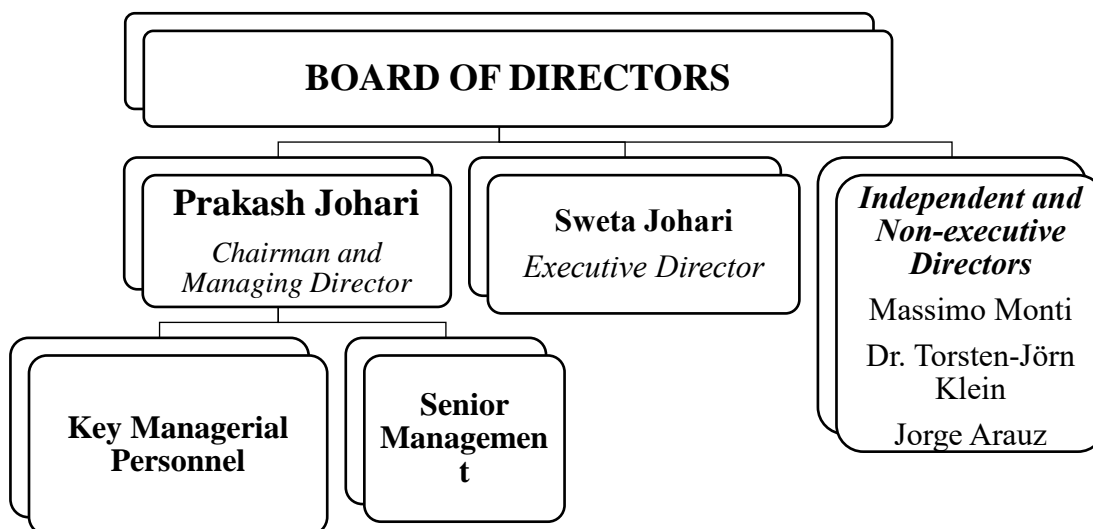 BOARD OF DIRECTORS
Prakash Johari
Chairman and
Managing Director
Sweta Johari
Executive Director
Independent and
Non-executive
Directors
Massimo Monti
Dr. Torsten-Jörn
Klein
Jorge Arauz
Key Managerial
Personnel
Senior
Managemen
t